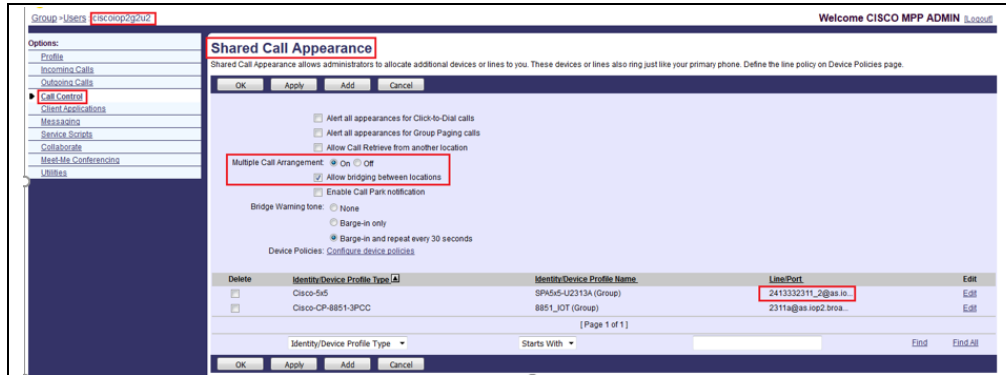 Group >Users : ciscoiop2g2u2
Welcome CISCO MPP ADMIN [Logout]
Options:
Profile
Incoming Calls
Outgoing Calls
Call Control
Client Applications
Messaging
Service Scripts
Collaborate
Meet-Me Conferencing
Utilities
Shared Call Appearance
Shared Call Appearance allows administrators to allocate additional devices or lines to you. These devices or lines also ring just like your primary phone. Define the line policy on Device Policies page.
OK Apply Add Cancel
Alert all appearances for Click-to-Dial calls
Alert all appearances for Group Paging calls
Allow Call Retrieve from another location
Multiple Call Arrangement: On Off
Allow bridging between locations
Enable Call Park notification
Bridge Warning tone: None
Barge-in only
Barge-in and repeat every 30 seconds
Device Policies: Configure device policies
Delete Identity/Device Profile Type Identity/Device Profile Name Line/Port Edit
Cisco-5x5 SPA5x5-U2313A (Group) 2413332311_2@as.io... Edit
Cisco-CP-8851-3PCC 8851_IOT (Group) 2311a@as.iop2.broa... Edit
[ Page 1 of 1 ]
Identity/Device Profile Type Starts With Find Find All
OK Apply Add Cancel